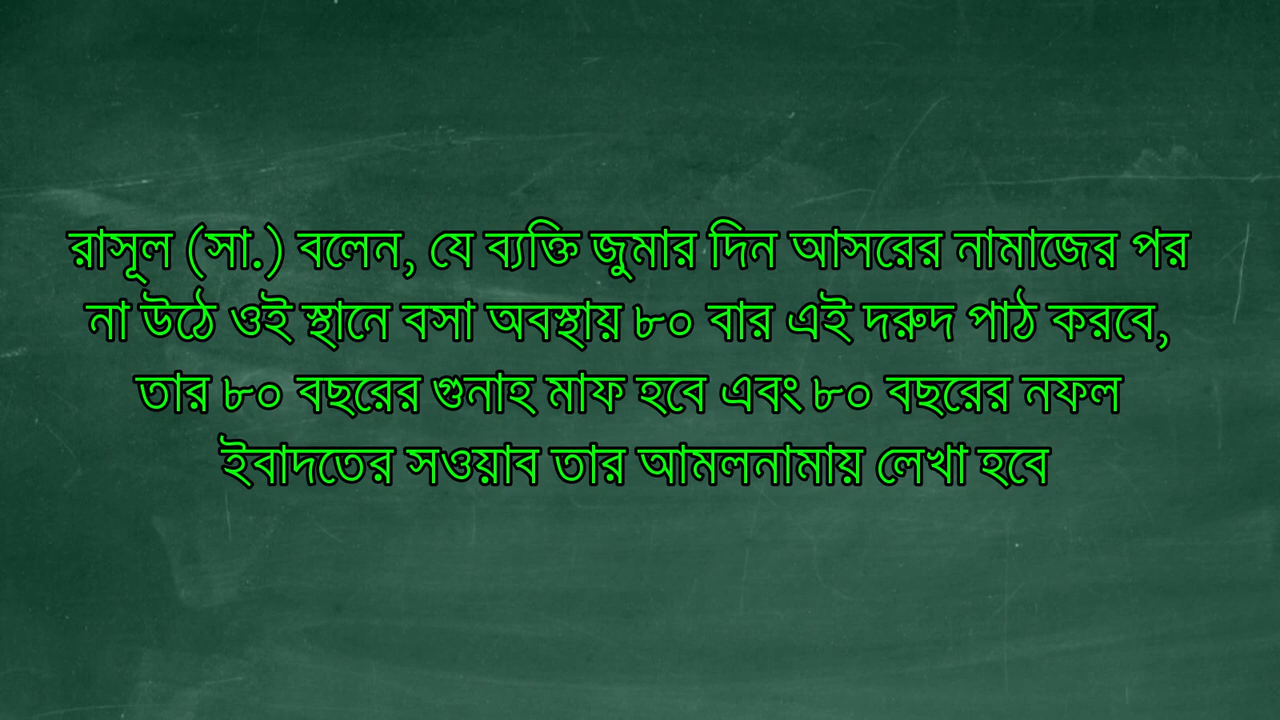 রাসূল (সা.) বলেন, যে ব্যক্তি জুমার দিন আসরের নামাজের পর
না উঠে ওই স্থানে বসা অবস্থায় ৮০ বার এই দরুদ পাঠ করবে,
তার ৮০ বছরের গুনাহ মাফ হবে এবং ৮০ বছরের নফল
ইবাদতের সওয়াব তার আমলনামায় লেখা হবে